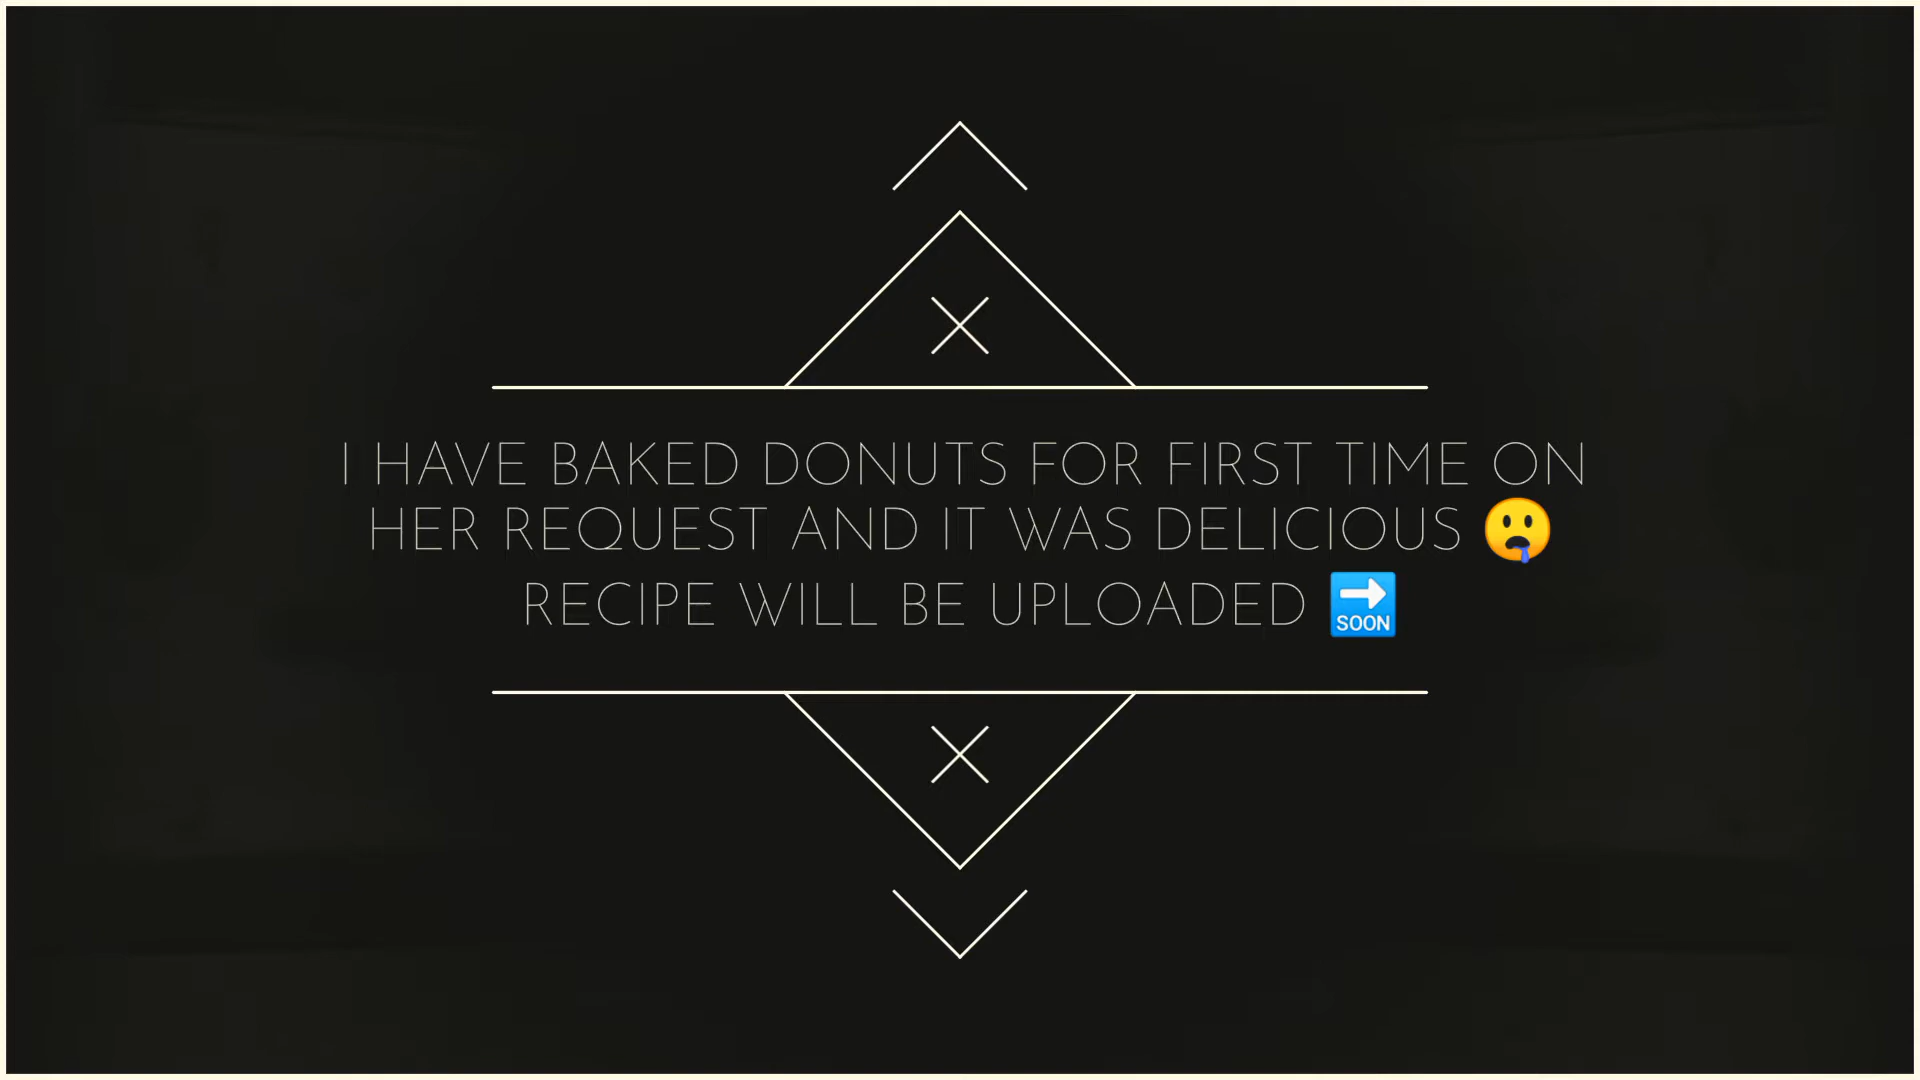 I HAVE BAKED DONUTS FOR FIRST TIME ON
HER REQUEST AND IT WAS DELICIOUS 🤤
RECIPE WILL BE UPLOADED 🔜